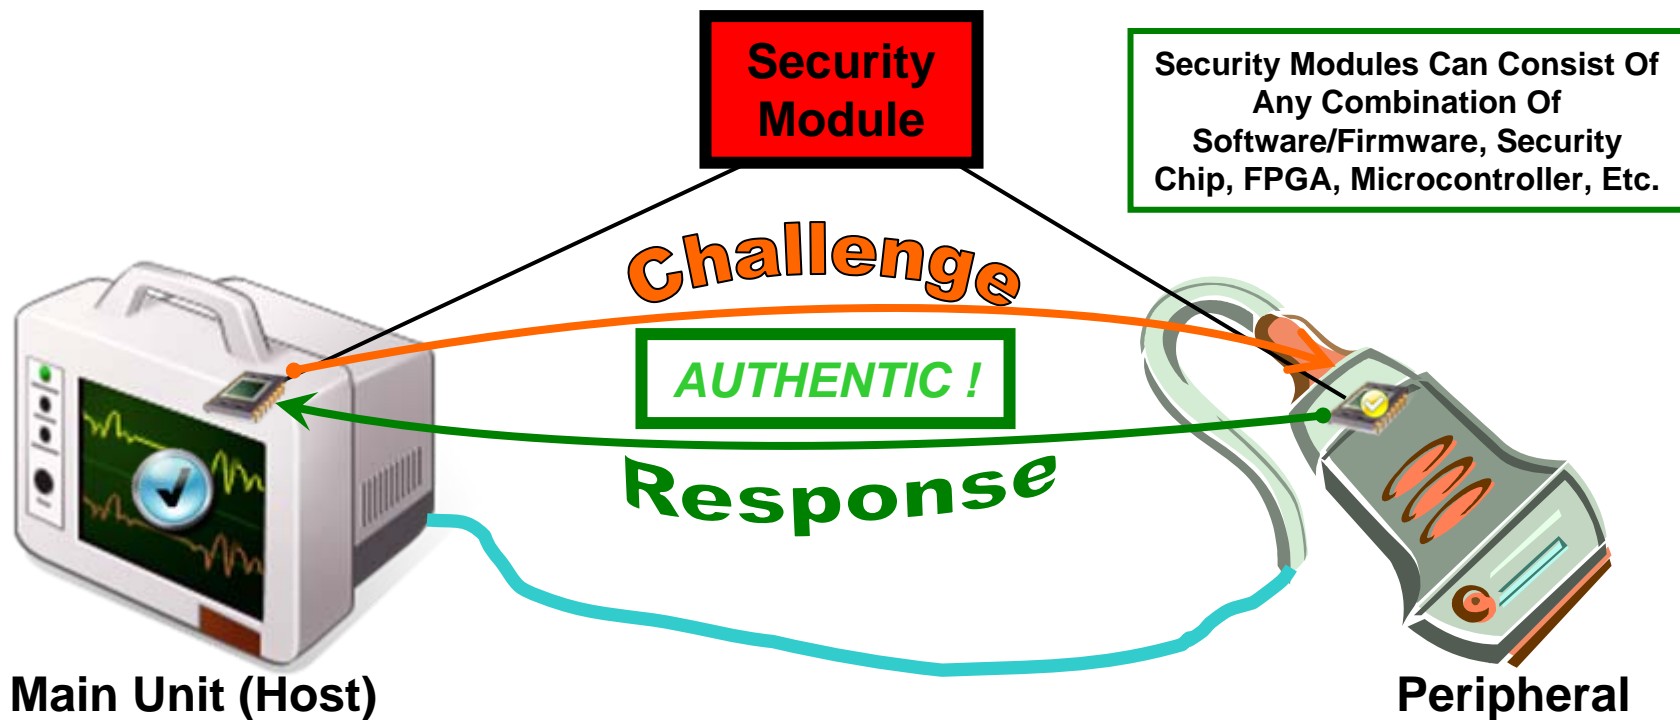 Security
Module
Security Modules Can Consist Of
Any Combination Of
Software/Firmware, Security
Chip, FPGA, Microcontroller, Etc.
Challenge
AUTHENTIC !
Response
Main Unit (Host)
Peripheral